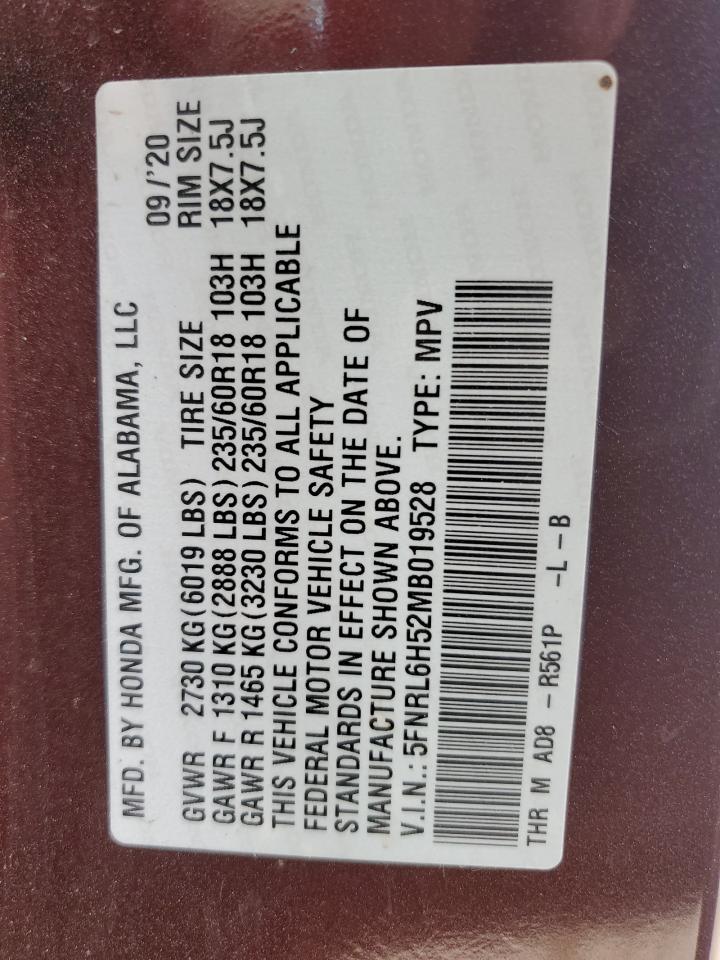 MFD. BY HONDA MFG. OF ALABAMA, LLC 09/'20
GVWR 2730 KG (6019 LBS) TIRE SIZE RIM SIZE
GAWR F 1310 KG (2888 LBS) 235/60R18 103H 18X7.5J
GAWR R 1465 KG (3230 LBS) 235/60R18 103H 18X7.5J
THIS VEHICLE CONFORMS TO ALL APPLICABLE
FEDERAL MOTOR VEHICLE SAFETY
STANDARDS IN EFFECT ON THE DATE OF
MANUFACTURE SHOWN ABOVE.
V.I.N.: 5FNRL6H52MB019528 TYPE: MPV
THR M AD8 - R561P -L - B